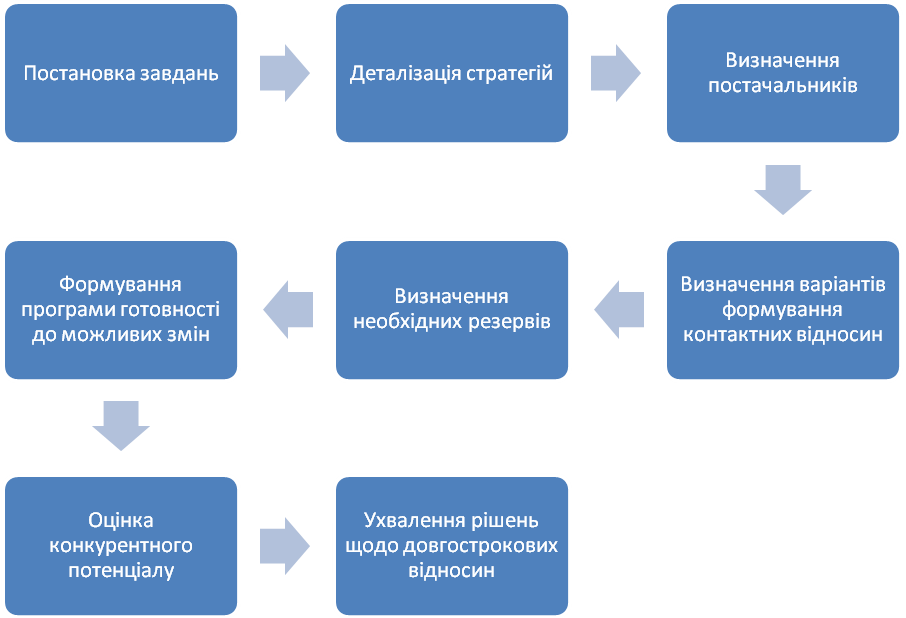 Постановка завдань
Деталізація стратегій
Визначення
постачальників
Визначення варіантів
формування
контактних відносин
Визначення
необхідних резервів
Формування
програми готовності
до можливих змін
Оцінка
конкурентного
потенціалу
Ухвалення рішень
щодо довгострокових
відносин